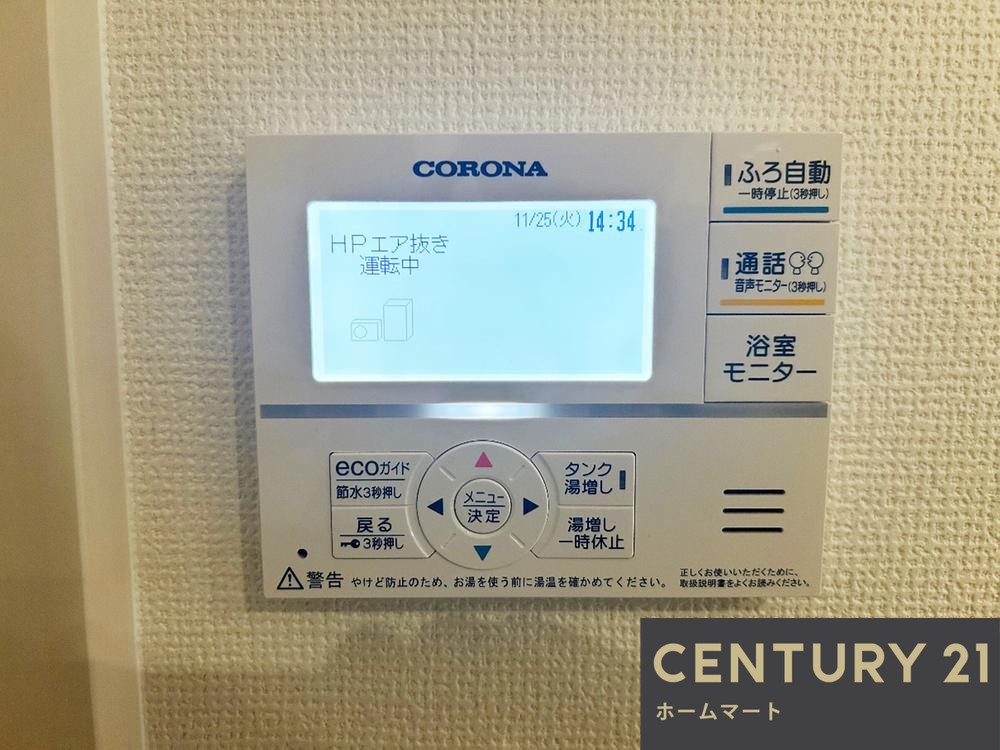 CORONA
11/25(火) 14:34
HPエア抜き
運転中
ふろ自動
一時停止(3秒押し)
通話
音声モニター(3秒押し)
浴室
モニター
ecoガイド
節水3秒押し
戻る
3秒押し
メニュー
決定
タンク
湯増し
湯増し
一時休止
警告 やけど防止のため、お湯を使う前に湯温を確かめてください。
正しくお使いいただくために、
取扱説明書をよくお読みください。
CENTURY 21
ホームマート